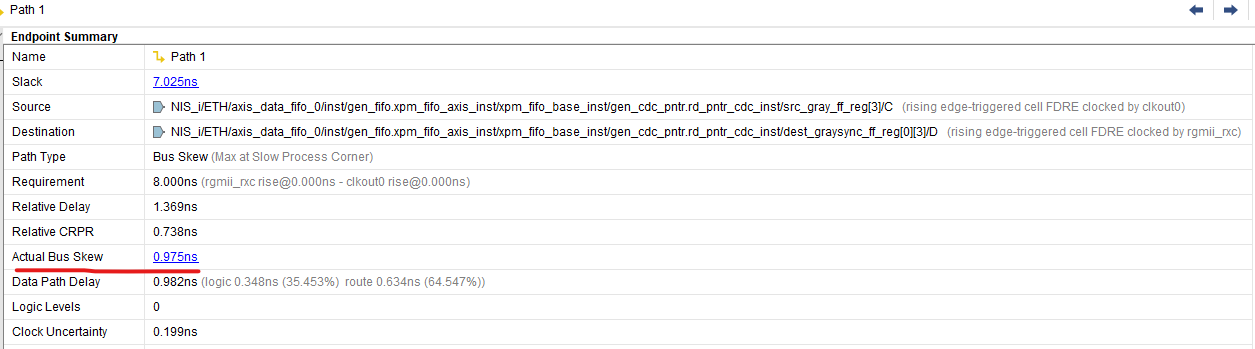 Path 1
Endpoint Summary
Name Path 1
Slack 7.025ns
Source NIS_i/ETH/axis_data_fifo_0/inst/gen_fifo.xpm_fifo_axis_inst/xpm_fifo_base_inst/gen_cdc_pntr.rd_pntr_cdc_inst/src_gray_ff_reg[3]/C (rising edge-triggered cell FDRE clocked by clkout0)
Destination NIS_i/ETH/axis_data_fifo_0/inst/gen_fifo.xpm_fifo_axis_inst/xpm_fifo_base_inst/gen_cdc_pntr.rd_pntr_cdc_inst/dest_graysync_ff_reg[0][3]/D (rising edge-triggered cell FDRE clocked by rgmii_rxc)
Path Type Bus Skew (Max at Slow Process Corner)
Requirement 8.000ns (rgmii_rxc rise@0.000ns - clkout0 rise@0.000ns)
Relative Delay 1.369ns
Relative CRPR 0.738ns
Actual Bus Skew 0.975ns
Data Path Delay 0.982ns (logic 0.348ns (35.453%) route 0.634ns (64.547%))
Logic Levels 0
Clock Uncertainty 0.199ns